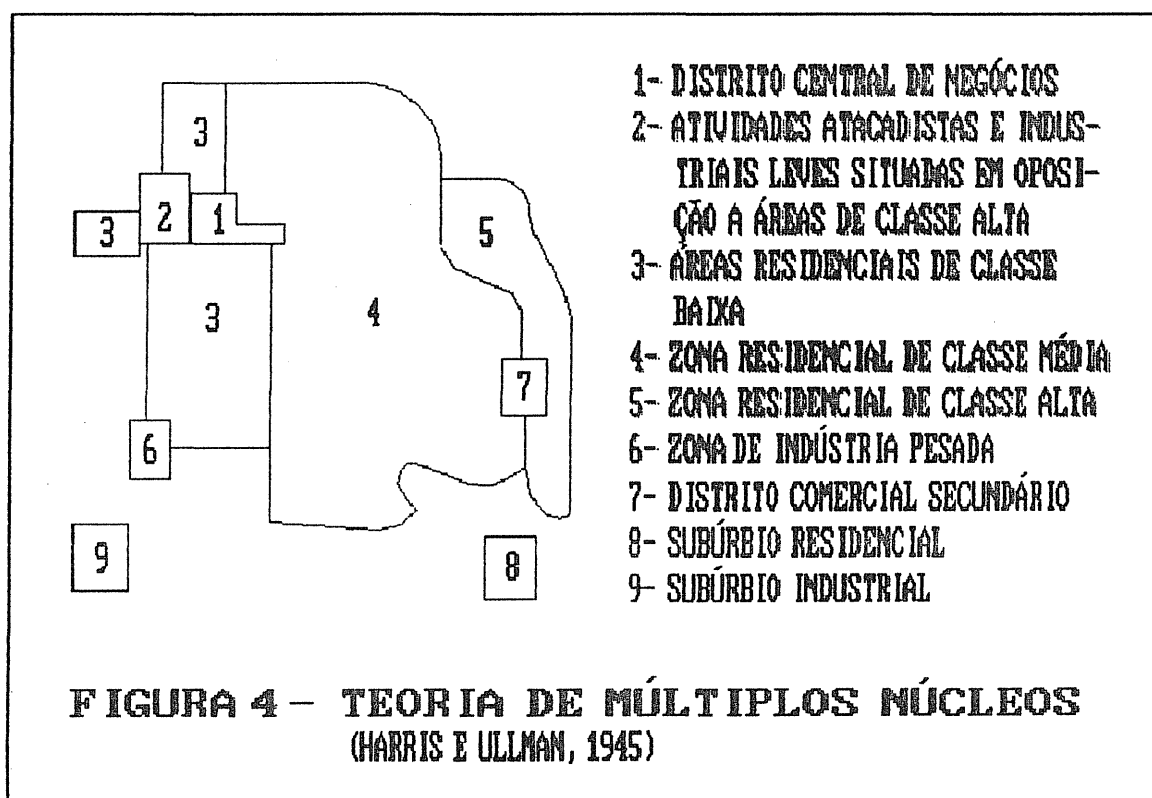 1- DISTRITO CENTRAL DE NEGÓCIOS
2- ATIVIDADES ATACADISTAS E INDUS-
TRIAIS LEVES SITUADAS EM OPOSI-
ÇÃO A ÁREAS DE CLASSE ALTA
3- ÁREAS RESIDENCIAIS DE CLASSE
BAIXA
4- ZONA RESIDENCIAL DE CLASSE MÉDIA
5- ZONA RESIDENCIAL DE CLASSE ALTA
6- ZONA DE INDÚSTRIA PESADA
7- DISTRITO COMERCIAL SECUNDÁRIO
8- SUBÚRBIO RESIDENCIAL
9- SUBÚRBIO INDUSTRIAL
3
2
1
3
5
3
4
7
6
9
8
FIGURA 4 - TEORIA DE MÚLTIPLOS NÚCLEOS
(HARRIS E ULLMAN, 1945)